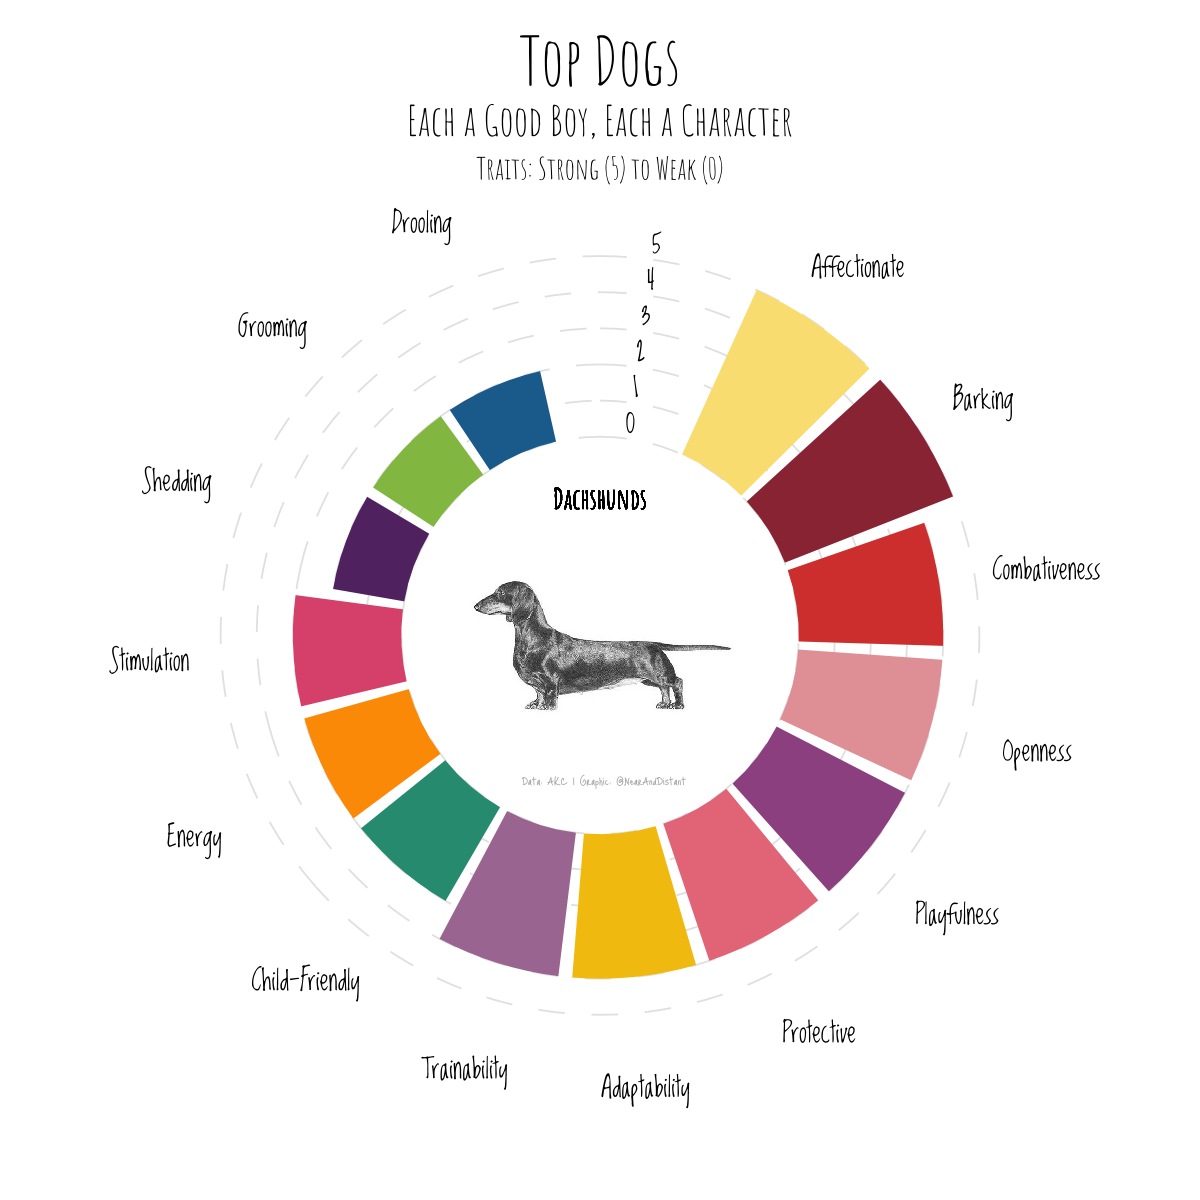 Top Dogs
Each a Good Boy, Each a Character
Traits: Strong (5) to Weak (0)
Drooling
5
Affectionate
4
Grooming
3
2
1
Barking
0
Shedding
Dachshunds
Combativeness
Stimulation
Openness
Data: AKC | Graphic: @NearAndDistant
Energy
Playfulness
Child-Friendly
Protective
Trainability
Adaptability